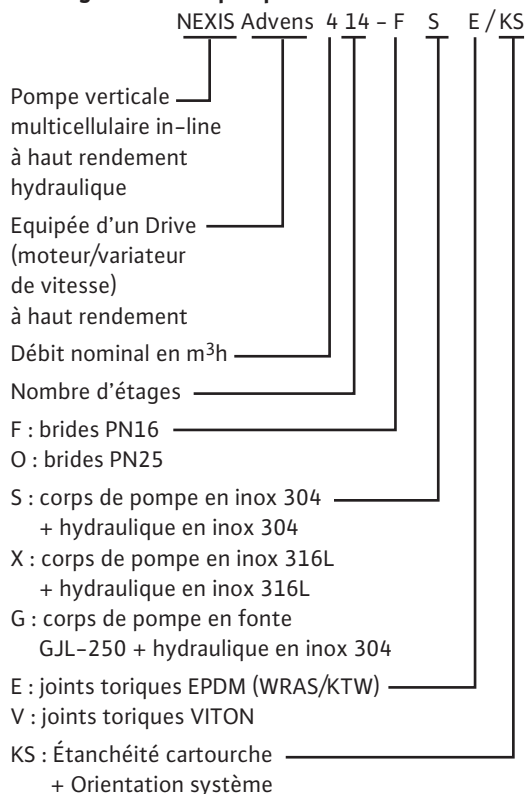 NEXIS Advens 4 14 – F S E / KS
Pompe verticale
multicellulaire in-line
à haut rendement
hydraulique
Equipée d'un Drive
(moteur/variateur
de vitesse)
à haut rendement
Débit nominal en m³h
Nombre d'étages
F : brides PN16
O : brides PN25
S : corps de pompe en inox 304
+ hydraulique en inox 304
X : corps de pompe en inox 316L
+ hydraulique en inox 316L
G : corps de pompe en fonte
GJL-250 + hydraulique en inox 304
E : joints toriques EPDM (WRAS/KTW)
V : joints toriques VITON
KS : Étanchéité cartourche
+ Orientation système